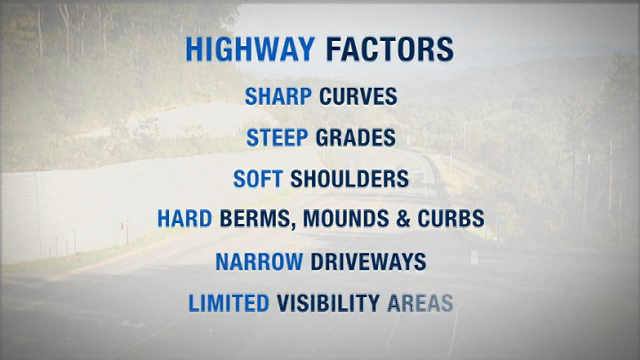 HIGHWAY FACTORS
SHARP CURVES
STEEP GRADES
SOFT SHOULDERS
HARD BERMS, MOUNDS & CURBS
NARROW DRIVEWAYS
LIMITED VISIBILITY AREAS